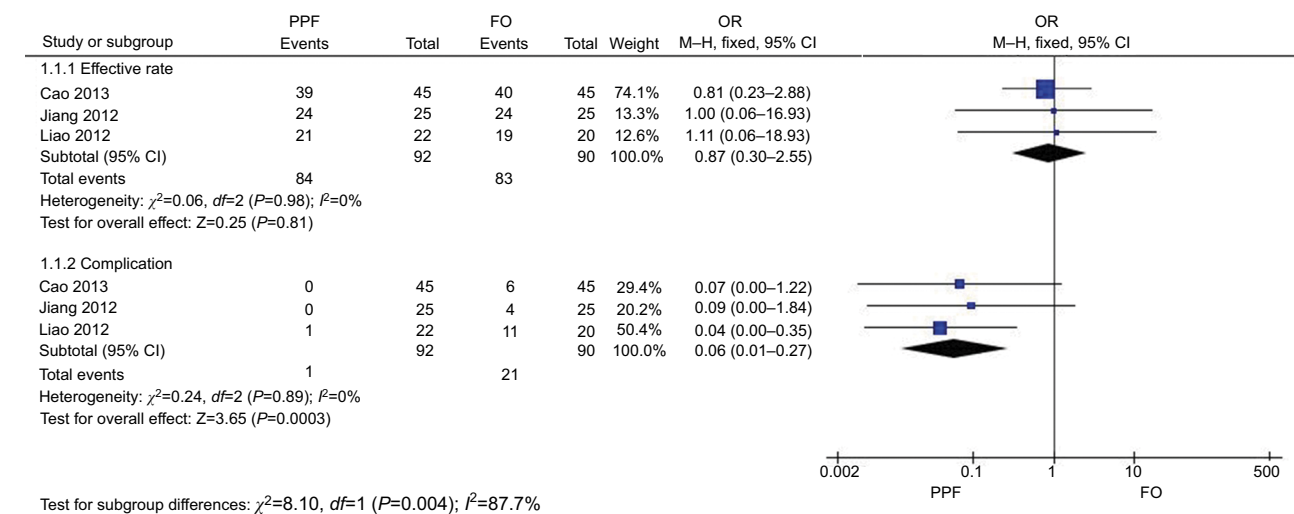 PPF FO OR OR
Study or subgroup Events Total Events Total Weight M–H, fixed, 95% CI M–H, fixed, 95% CI
1.1.1 Effective rate
Cao 2013 39 45 40 45 74.1% 0.81 (0.23–2.88)
Jiang 2012 24 25 24 25 13.3% 1.00 (0.06–16.93)
Liao 2012 21 22 19 20 12.6% 1.11 (0.06–18.93)
Subtotal (95% CI) 92 90 100.0% 0.87 (0.30–2.55)
Total events 84 83
Heterogeneity: χ²=0.06, df=2 (P=0.98); I²=0%
Test for overall effect: Z=0.25 (P=0.81)
1.1.2 Complication
Cao 2013 0 45 6 45 29.4% 0.07 (0.00–1.22)
Jiang 2012 0 25 4 25 20.2% 0.09 (0.00–1.84)
Liao 2012 1 22 11 20 50.4% 0.04 (0.00–0.35)
Subtotal (95% CI) 92 90 100.0% 0.06 (0.01–0.27)
Total events 1 21
Heterogeneity: χ²=0.24, df=2 (P=0.89); I²=0%
Test for overall effect: Z=3.65 (P=0.0003)
0.002 0.1 1 10 500
PPF FO
Test for subgroup differences: χ²=8.10, df=1 (P=0.004); I²=87.7%